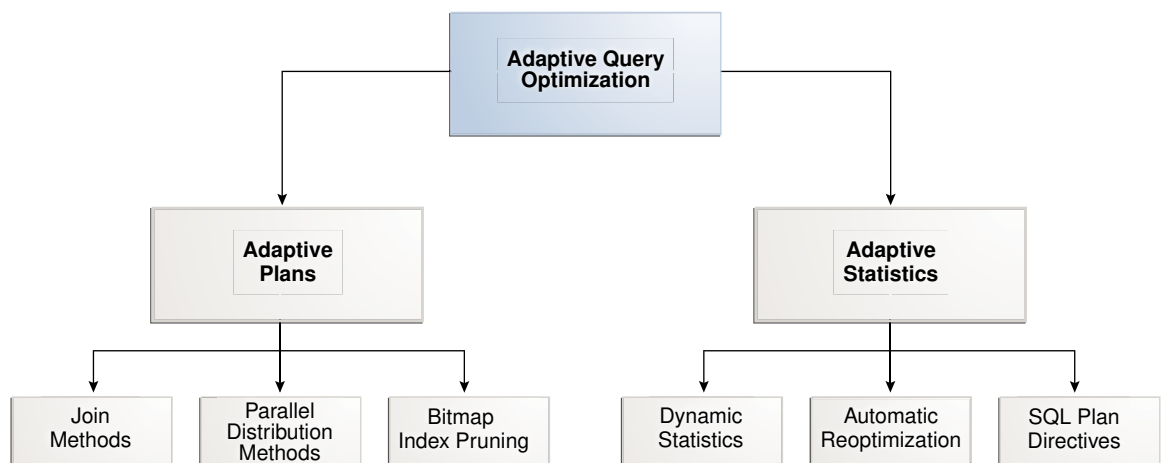 Adaptive Query
Optimization
Adaptive
Plans
Adaptive
Statistics
Join
Methods
Parallel
Distribution
Methods
Bitmap
Index Pruning
Dynamic
Statistics
Automatic
Reoptimization
SQL Plan
Directives